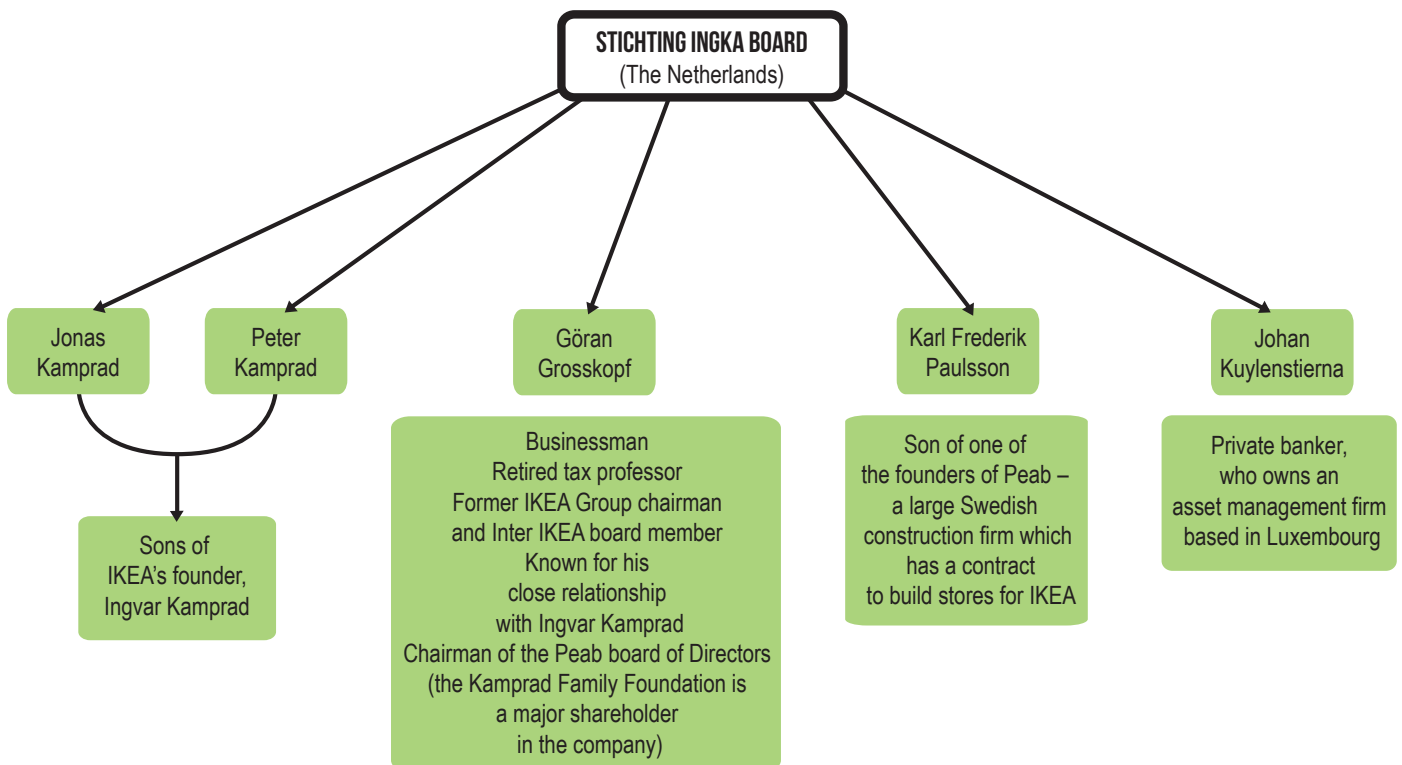 STICHTING INGKA BOARD
(The Netherlands)
Jonas
Kamprad
Peter
Kamprad
Sons of
IKEA’s founder,
Ingvar Kamprad
Göran
Grosskopf
Businessman
Retired tax professor
Former IKEA Group chairman
and Inter IKEA board member
Known for his
close relationship
with Ingvar Kamprad
Chairman of the Peab board of Directors
(the Kamprad Family Foundation is
a major shareholder
in the company)
Karl Frederik
Paulsson
Son of one of
the founders of Peab –
a large Swedish
construction firm which
has a contract
to build stores for IKEA
Johan
Kuylenstierna
Private banker,
who owns an
asset management firm
based in Luxembourg